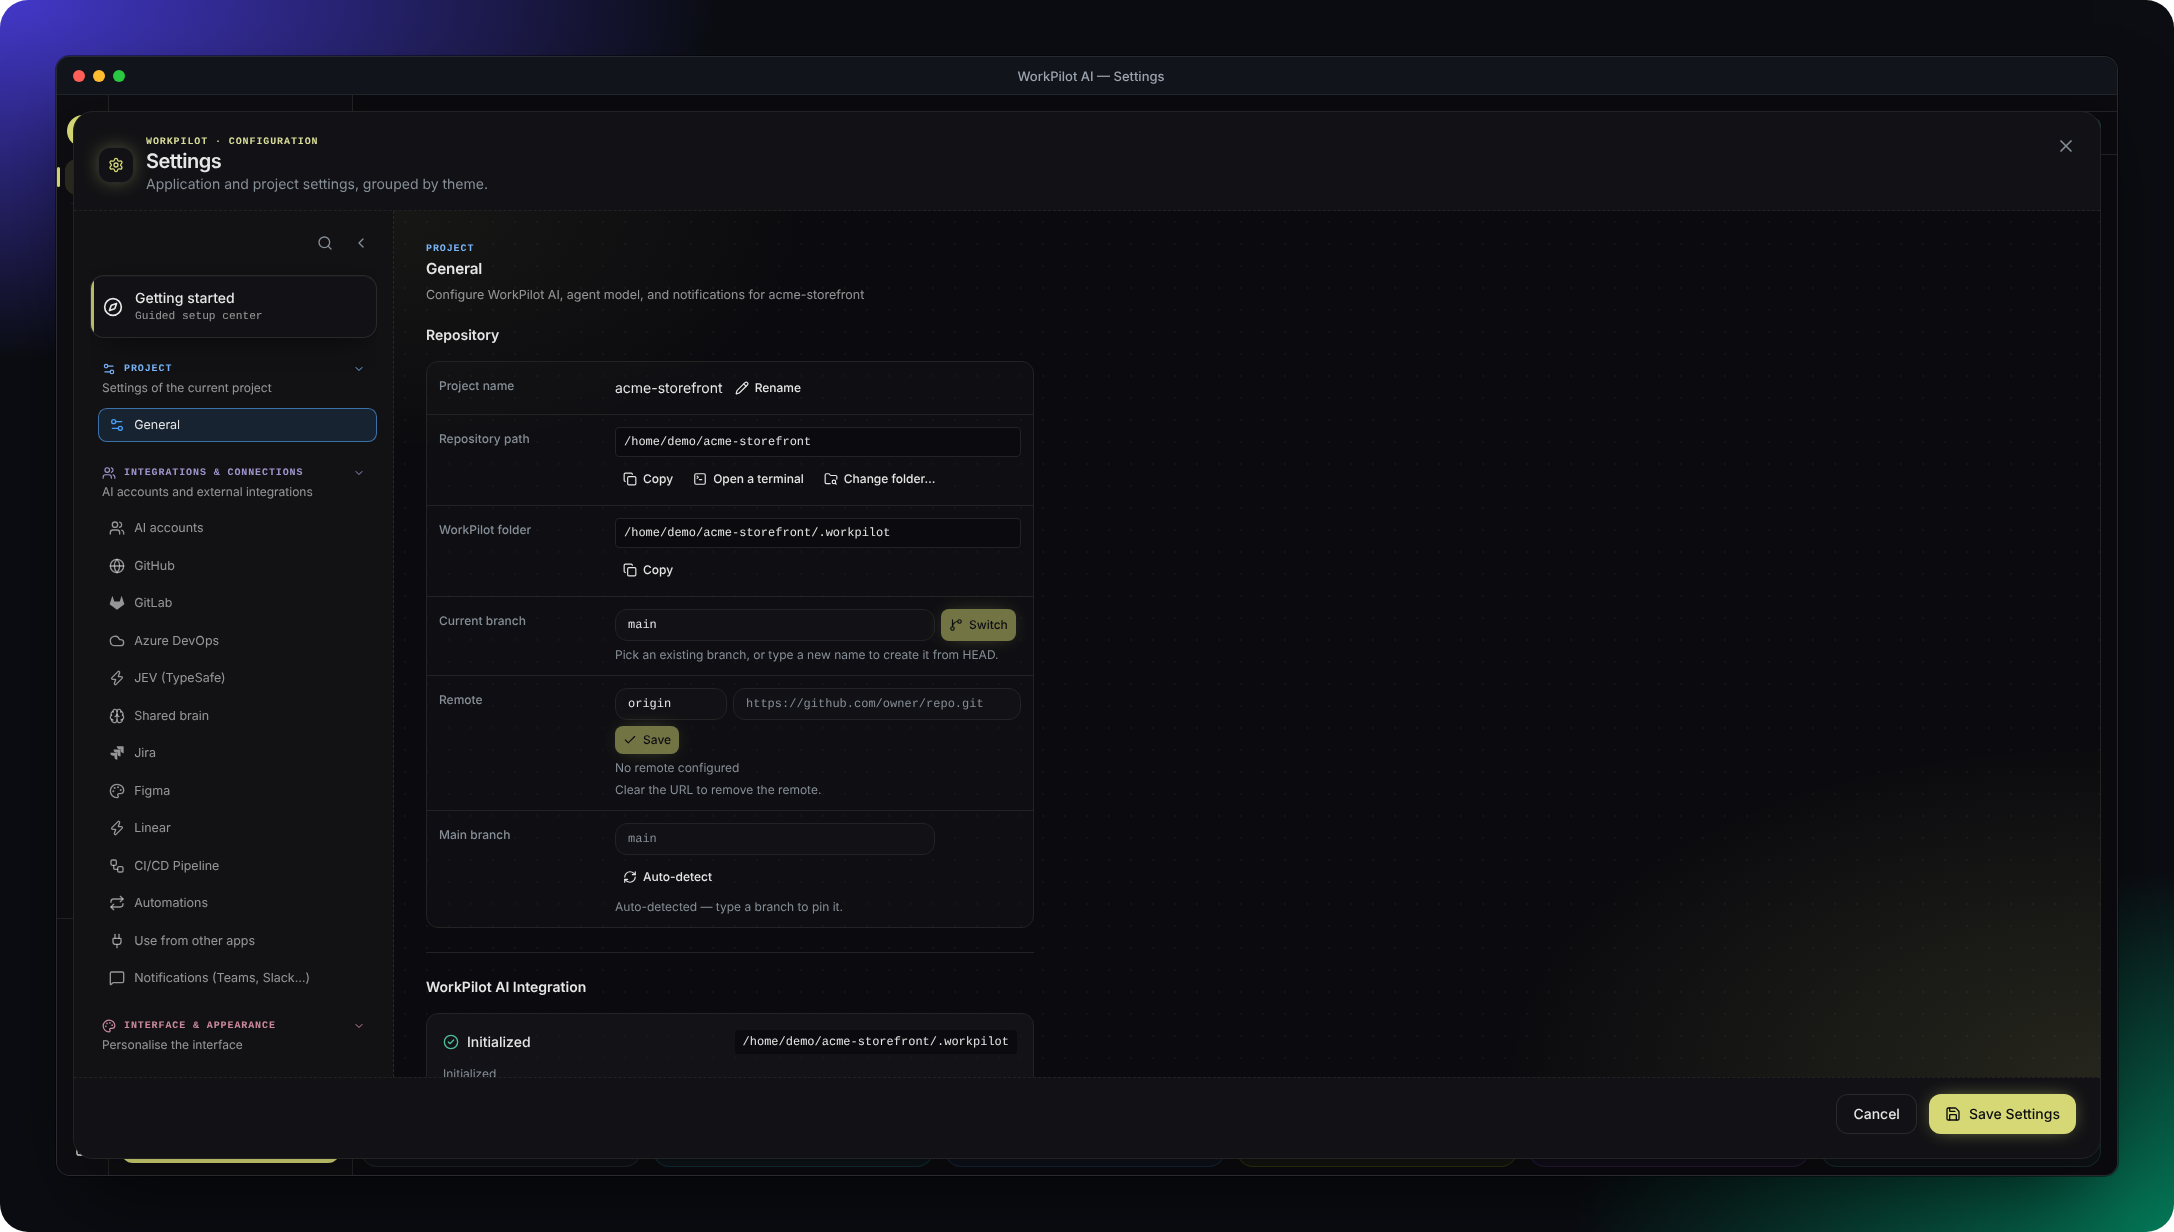 WorkPilot AI — Settings
WORKPILOT · CONFIGURATION
Settings
Application and project settings, grouped by theme.
Getting started
Guided setup center
PROJECT
Settings of the current project
General
INTEGRATIONS & CONNECTIONS
AI accounts and external integrations
AI accounts
GitHub
GitLab
Azure DevOps
JEV (TypeSafe)
Shared brain
Jira
Figma
Linear
CI/CD Pipeline
Automations
Use from other apps
Notifications (Teams, Slack...)
INTERFACE & APPEARANCE
Personalise the interface
PROJECT
General
Configure WorkPilot AI, agent model, and notifications for acme-storefront
Repository
Project name
acme-storefront Rename
Repository path
/home/demo/acme-storefront
Copy Open a terminal Change folder...
WorkPilot folder
/home/demo/acme-storefront/.workpilot
Copy
Current branch
main Switch
Pick an existing branch, or type a new name to create it from HEAD.
Remote
origin https://github.com/owner/repo.git
Save
No remote configured
Clear the URL to remove the remote.
Main branch
main
Auto-detect
Auto-detected — type a branch to pin it.
WorkPilot AI Integration
Initialized /home/demo/acme-storefront/.workpilot
Initialized
Cancel Save Settings